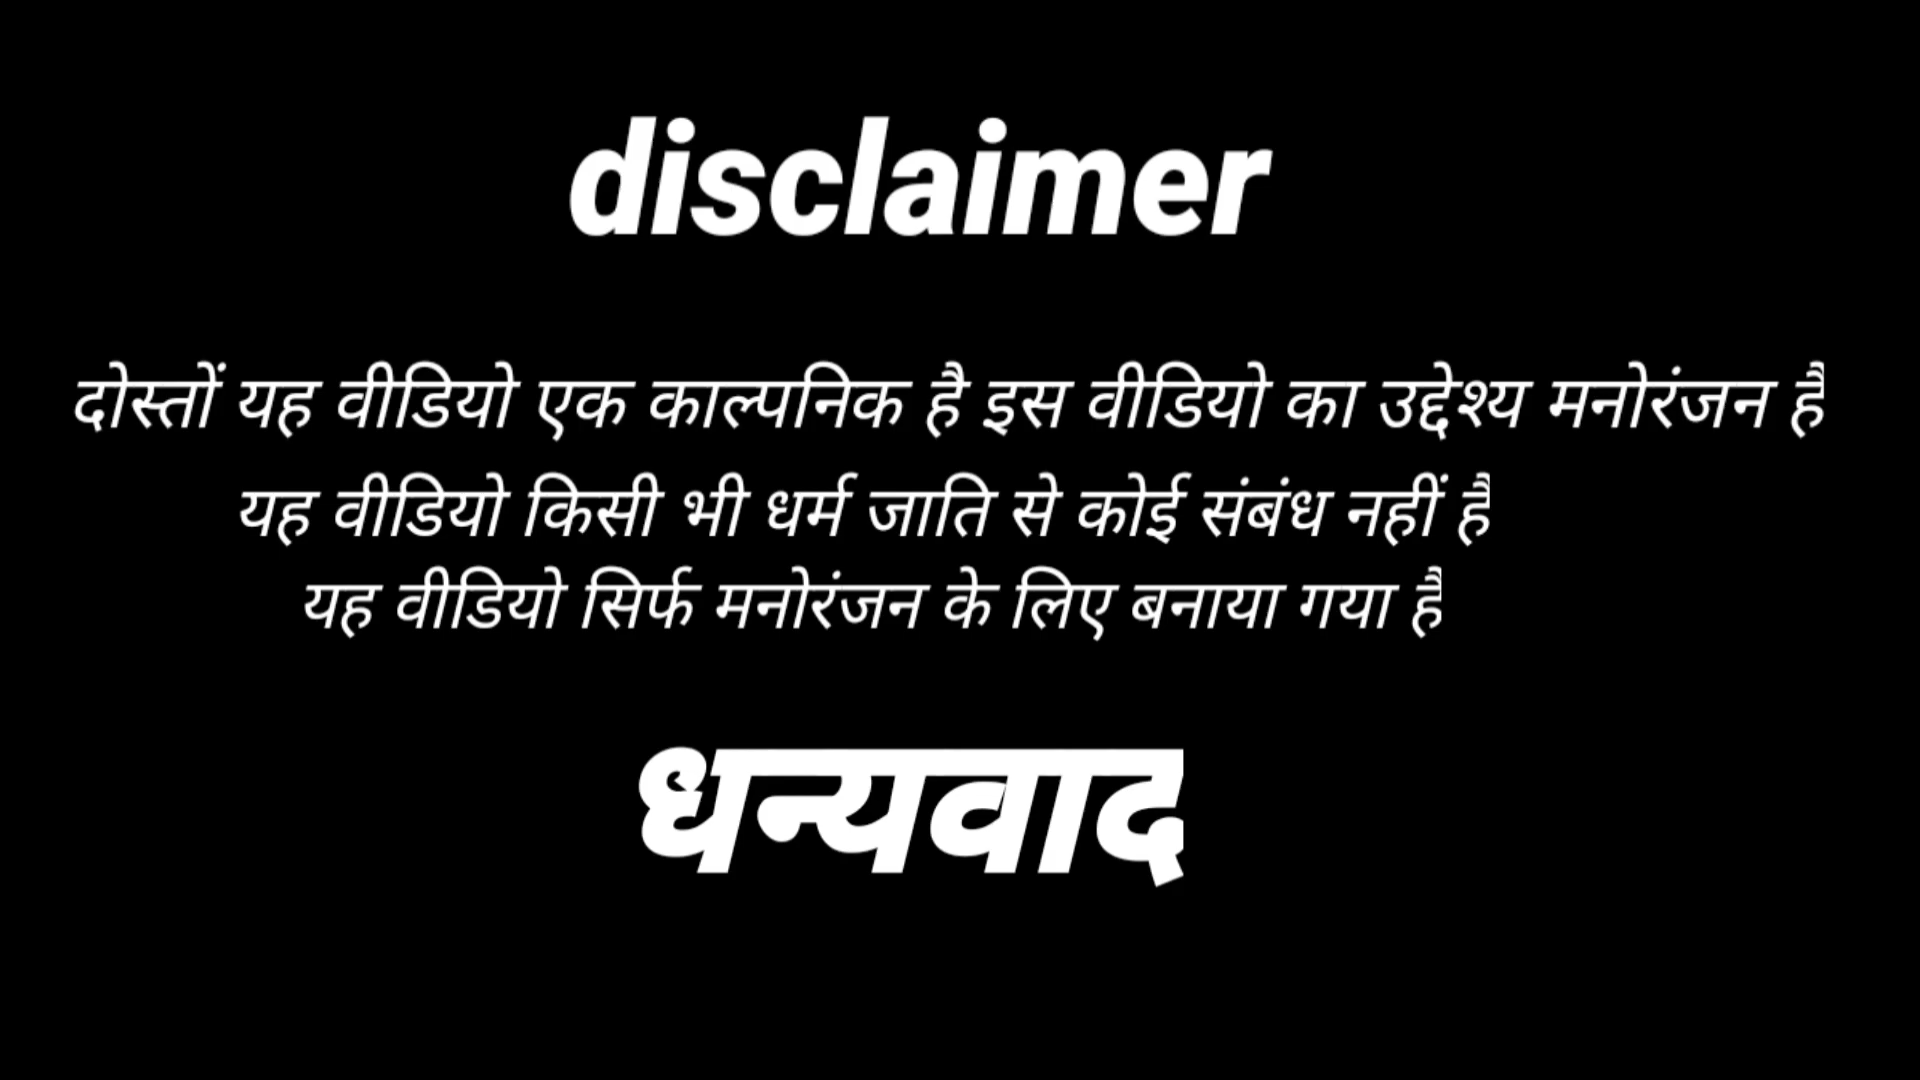 disclaimer
दोस्तों यह वीडियो एक काल्पनिक है इस वीडियो का उद्देश्य मनोरंजन है
यह वीडियो किसी भी धर्म जाति से कोई संबंध नहीं है
यह वीडियो सिर्फ मनोरंजन के लिए बनाया गया है
धन्यवाद